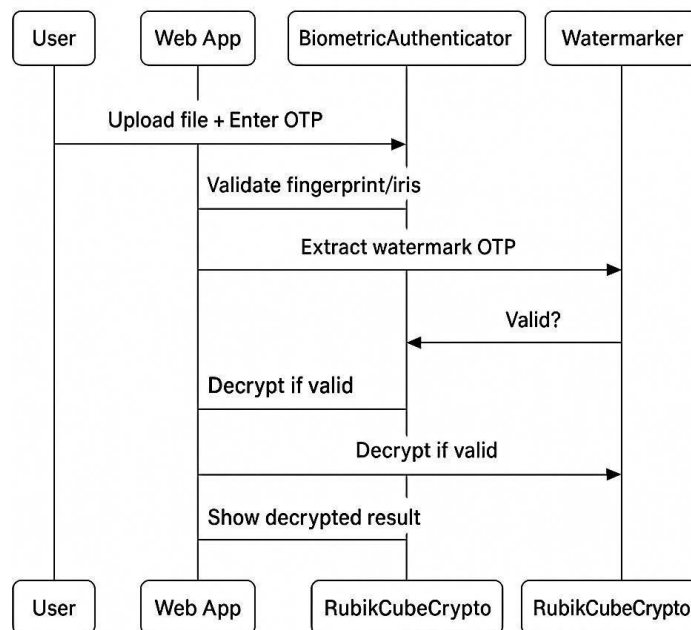 User
Web App
BiometricAuthenticator
Watermarker
Upload file + Enter OTP
Validate fingerprint/iris
Extract watermark OTP
Valid?
Decrypt if valid
Decrypt if valid
Show decrypted result
User
Web App
RubikCubeCrypto
RubikCubeCrypto